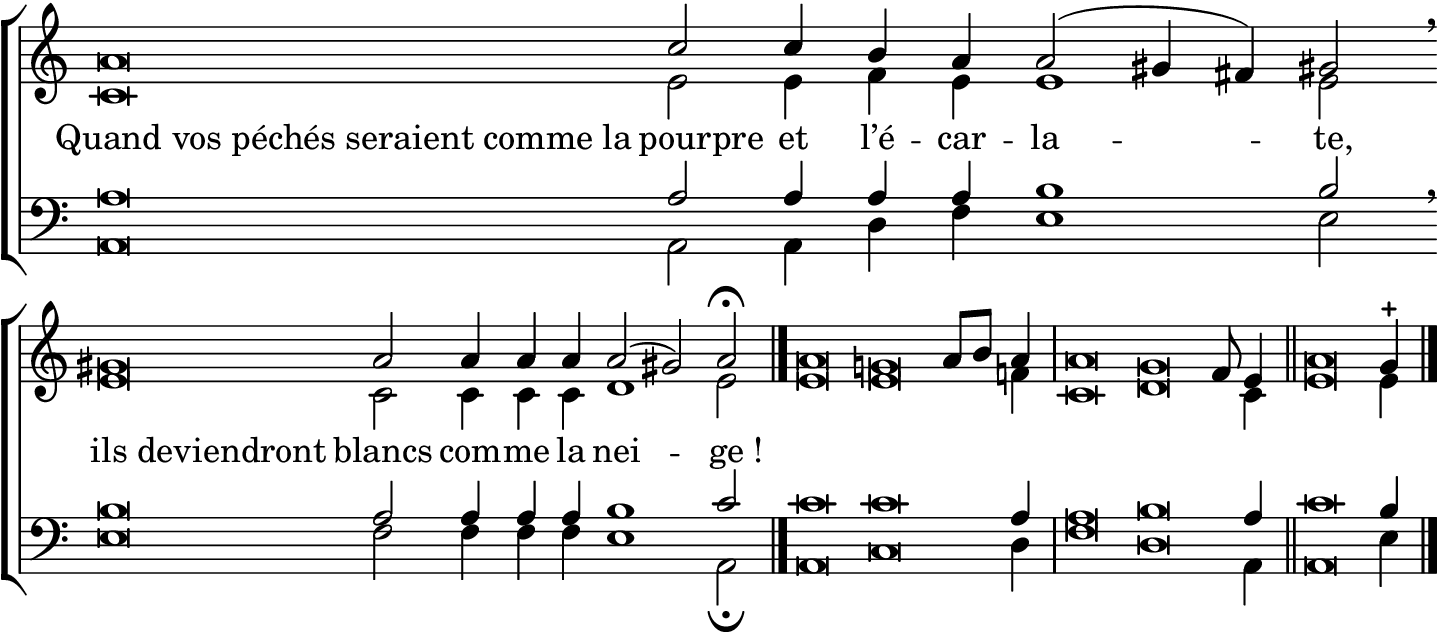 Quand vos péchés seraient comme la pourpre et l’é - car - la - - te,
ils deviendront blancs comme la nei - ge !